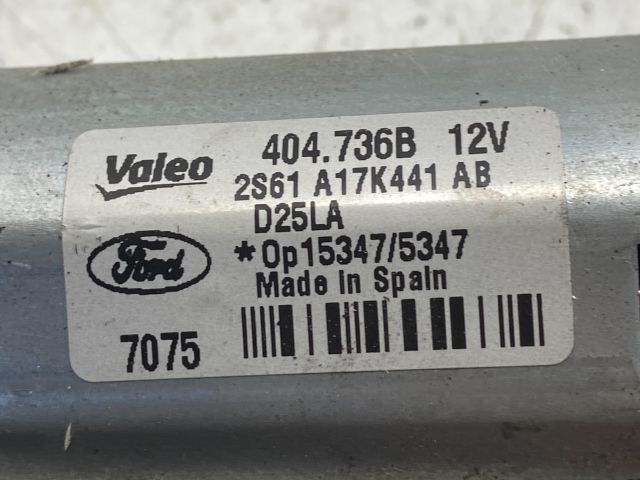 Valeo 404.736B 12V
2S61 A17K441 AB
D25LA
Ford *Op15347/5347
Made in Spain
7075